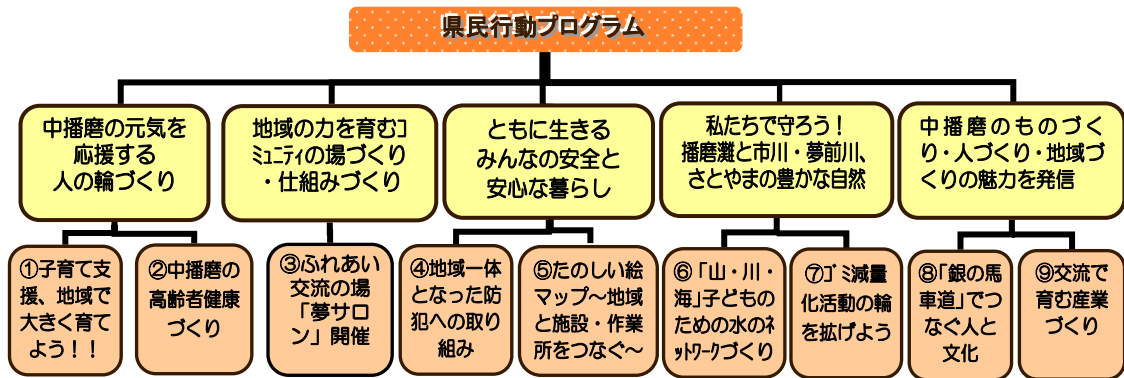 県民行動プログラム
中播磨の元気を
応援する
人の輪づくり
地域の力を育むｺ
ﾐｭﾆﾃｨの場づくり
・仕組みづくり
ともに生きる
みんなの安全と
安心な暮らし
私たちで守ろう！
播磨灘と市川・夢前川、
さとやまの豊かな自然
中播磨のものづく
り・人づくり・地域づ
くりの魅力を発信
①子育て支
援、地域で
大きく育て
よう！！
②中播磨の
高齢者健康
づくり
③ふれあい
交流の場
「夢サロ
ン」開催
④地域一体
となった防
犯への取り
組み
⑤たのしい絵
マップ～地域
と施設・作業
所をつなぐ～
⑥「山・川・
海」子どもの
ための水のﾈ
ｯﾄﾜｰｸづくり
⑦ｺﾞﾐ減量
化活動の輪
を拡げよう
⑧「銀の馬
車道」でつ
なぐ人と
文化
⑨交流で
育む産業
づくり